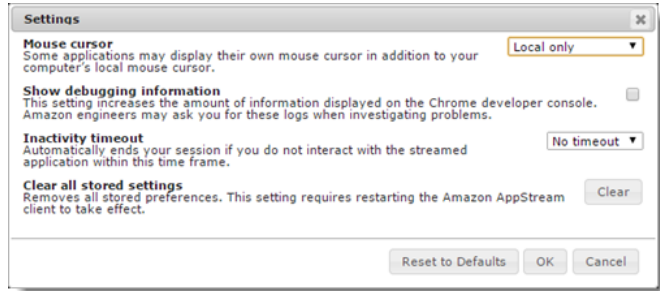 Settings
Mouse cursor
Some applications may display their own mouse cursor in addition to your
computer's local mouse cursor.
Local only
Show debugging information
This setting increases the amount of information displayed on the Chrome developer console.
Amazon engineers may ask you for these logs when investigating problems.
Inactivity timeout
Automatically ends your session if you do not interact with the streamed
application within this time frame.
No timeout
Clear all stored settings
Removes all stored preferences. This setting requires restarting the Amazon AppStream
client to take effect.
Clear
Reset to Defaults OK Cancel